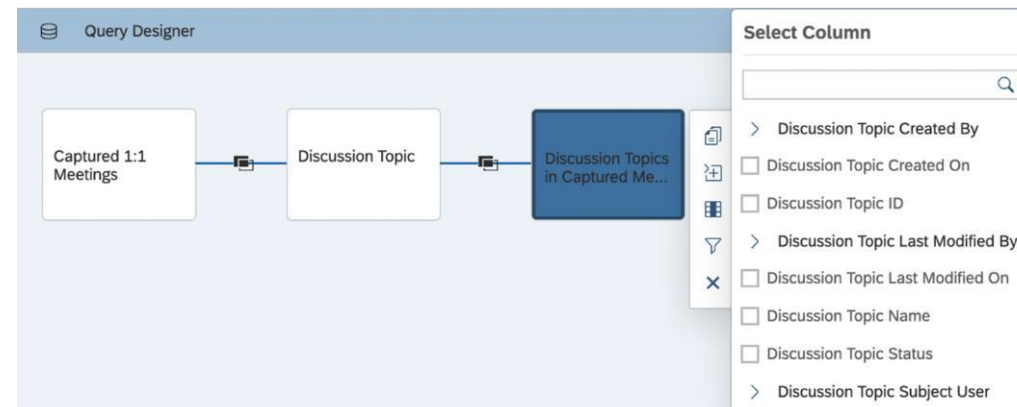 Query Designer
Select Column
Captured 1:1
Meetings
Discussion Topic
Discussion Topics
in Captured Me...
Discussion Topic Created By
Discussion Topic Created On
Discussion Topic ID
Discussion Topic Last Modified By
Discussion Topic Last Modified On
Discussion Topic Name
Discussion Topic Status
Discussion Topic Subject User